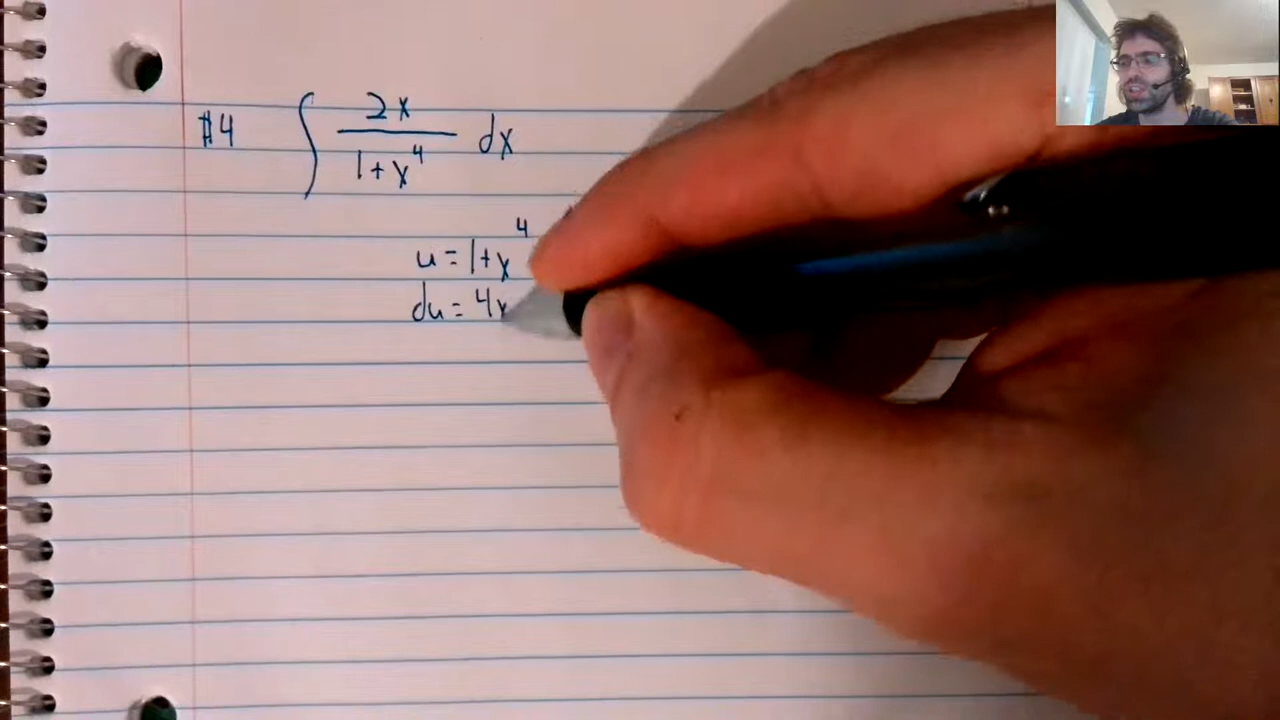 #4 ∫ 2x / (1+x⁴) dx
u = 1+x⁴
du = 4x